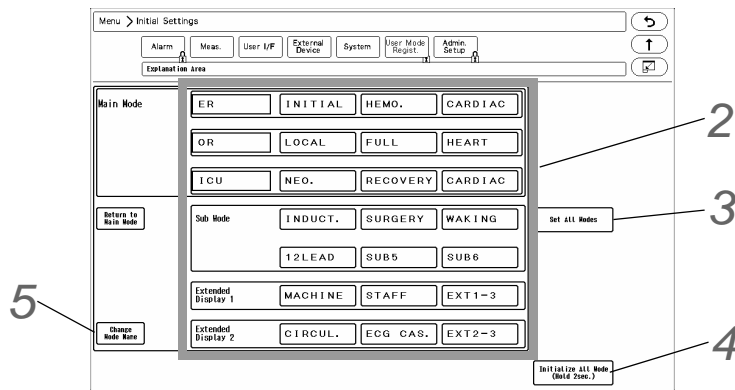 Menu > Initial Settings
Alarm Meas. User I/F External Device System User Mode Regist. Admin. Setup
Explanation Area
Main Mode ER INITIAL HEMO. CARDIAC
2
OR LOCAL FULL HEART
ICU NEO. RECOVERY CARDIAC
Return to Main Mode Sub Mode INDUCT. SURGERY WAKING Set All Modes 3
12LEAD SUB5 SUB6
5 Extended Display 1 MACHINE STAFF EXT1-3
Change Mode Name Extended Display 2 CIRCUL. ECG CAS. EXT2-3
4
Initialize All Mode
(Hold 2sec.)